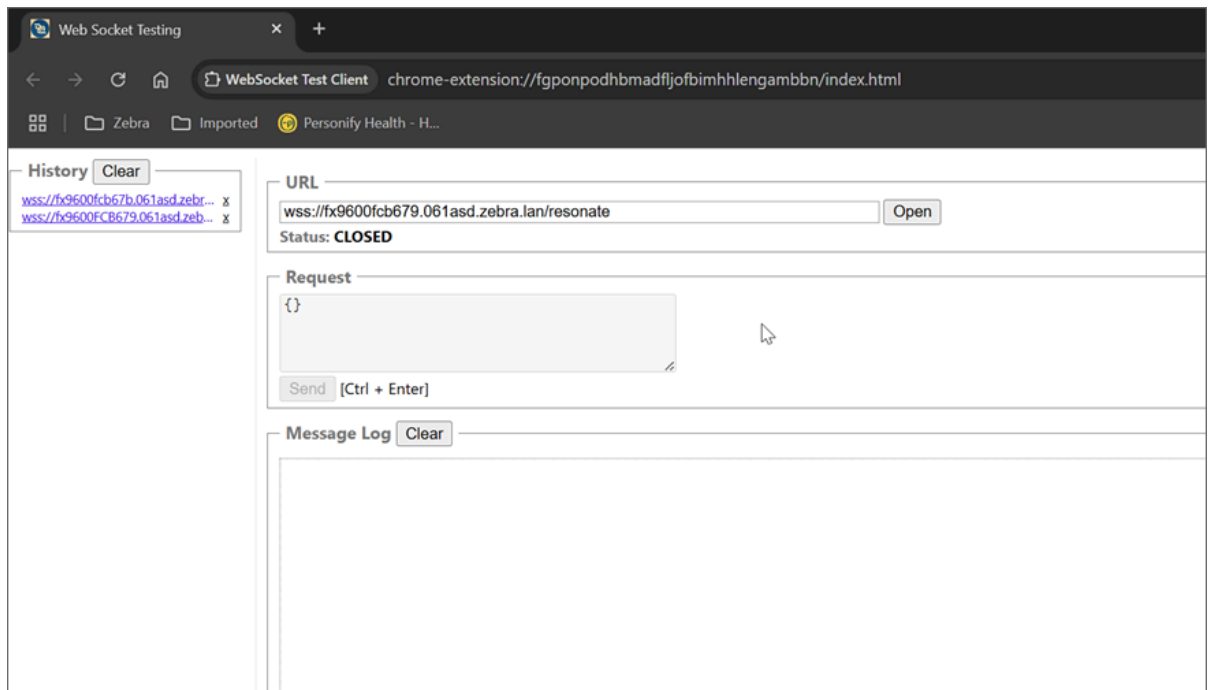 Web Socket Testing
WebSocket Test Client chrome-extension://fgponpodhbmadfljofbimhhlengambbn/index.html
Zebra Imported Personify Health - H...
History Clear
wss://fx9600fcb67b.061asd.zebr... x
wss://fx9600FCB679.061asd.zeb... x
URL
wss://fx9600fcb679.061asd.zebra.lan/resonate Open
Status: CLOSED
Request
{}
Send [Ctrl + Enter]
Message Log Clear